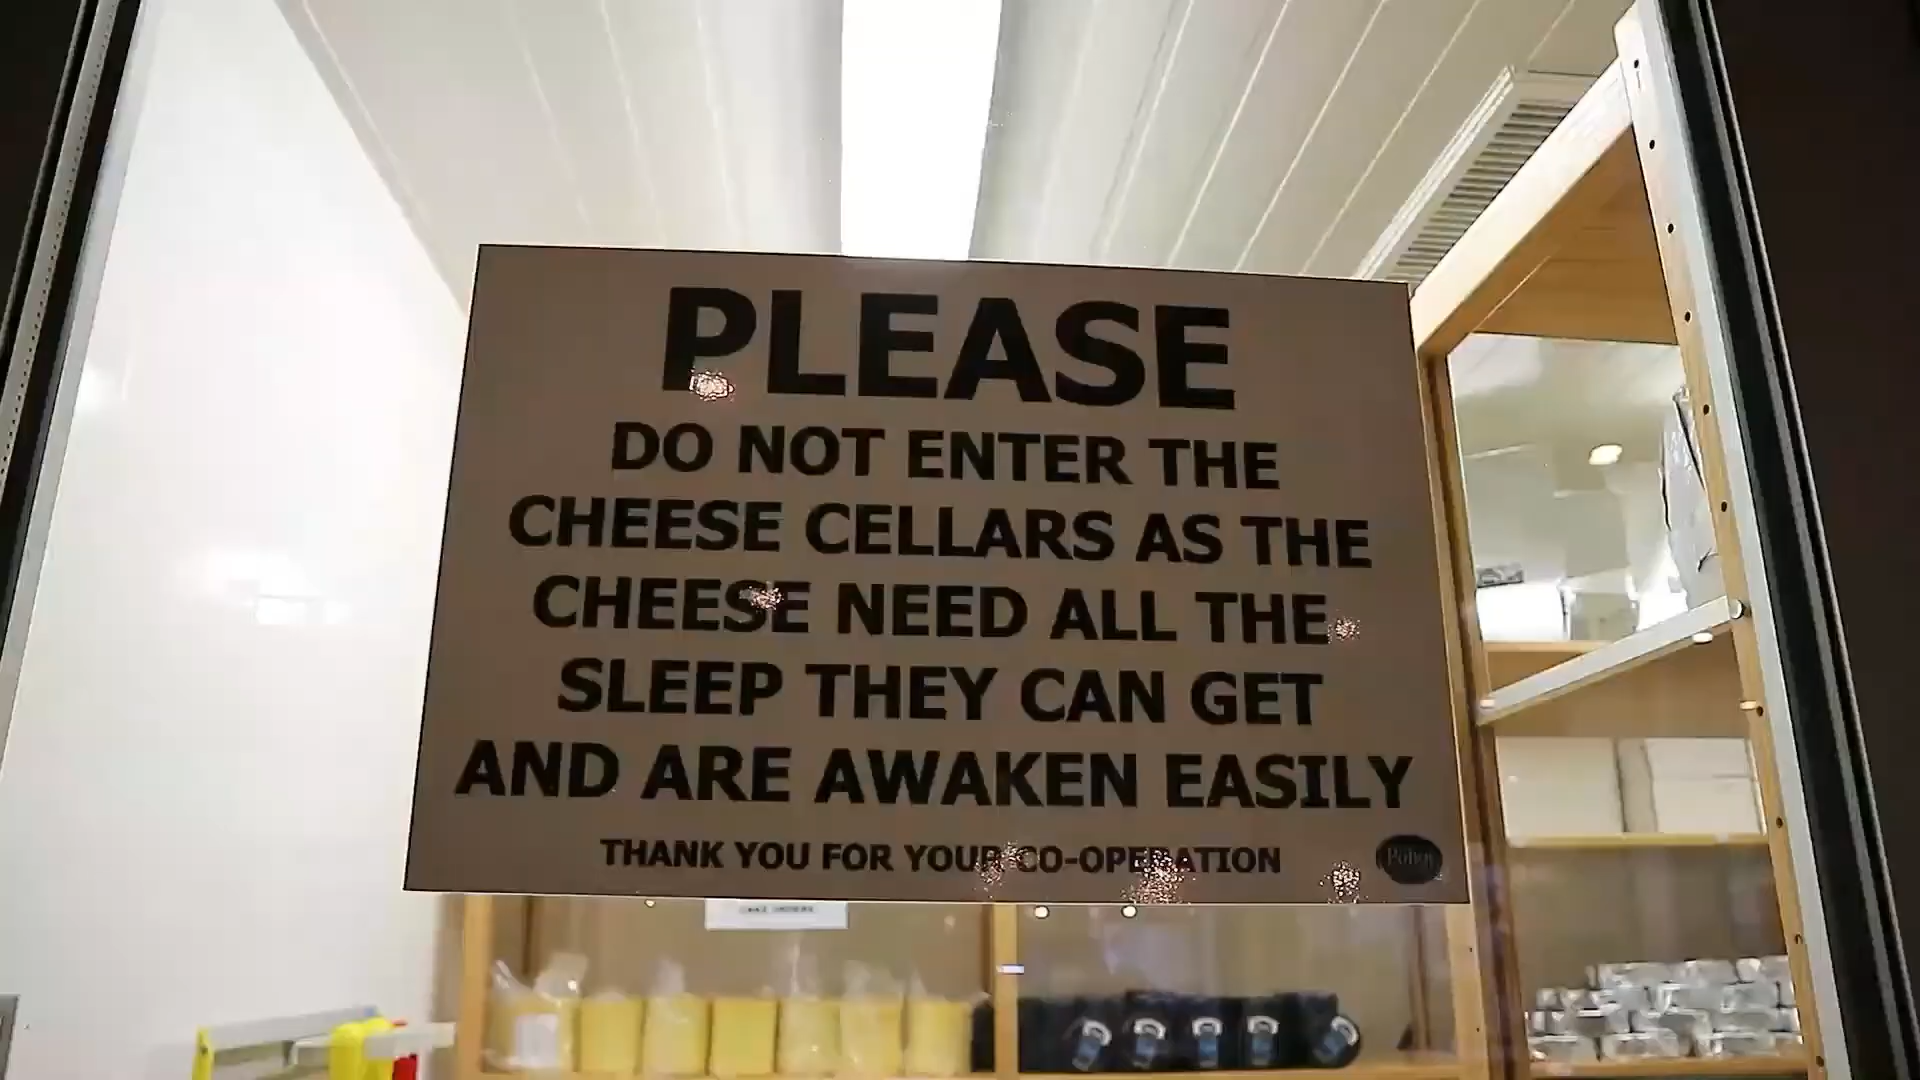 PLEASE
DO NOT ENTER THE
CHEESE CELLARS AS THE
CHEESE NEED ALL THE
SLEEP THEY CAN GET
AND ARE AWAKEN EASILY
THANK YOU FOR YOUR CO-OPERATION